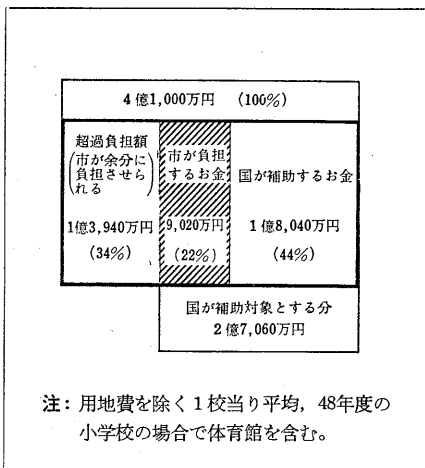 4億1,000万円 (100%)
超過負担額
(市が余分に
負担させら
れる)
1億3,940万円
(34%)
市が負担
するお金
9,020万円
(22%)
国が補助するお金
1億8,040万円
(44%)
国が補助対象とする分
2億7,060万円
注：用地費を除く1校当り平均，48年度の
小学校の場合で体育館を含む。